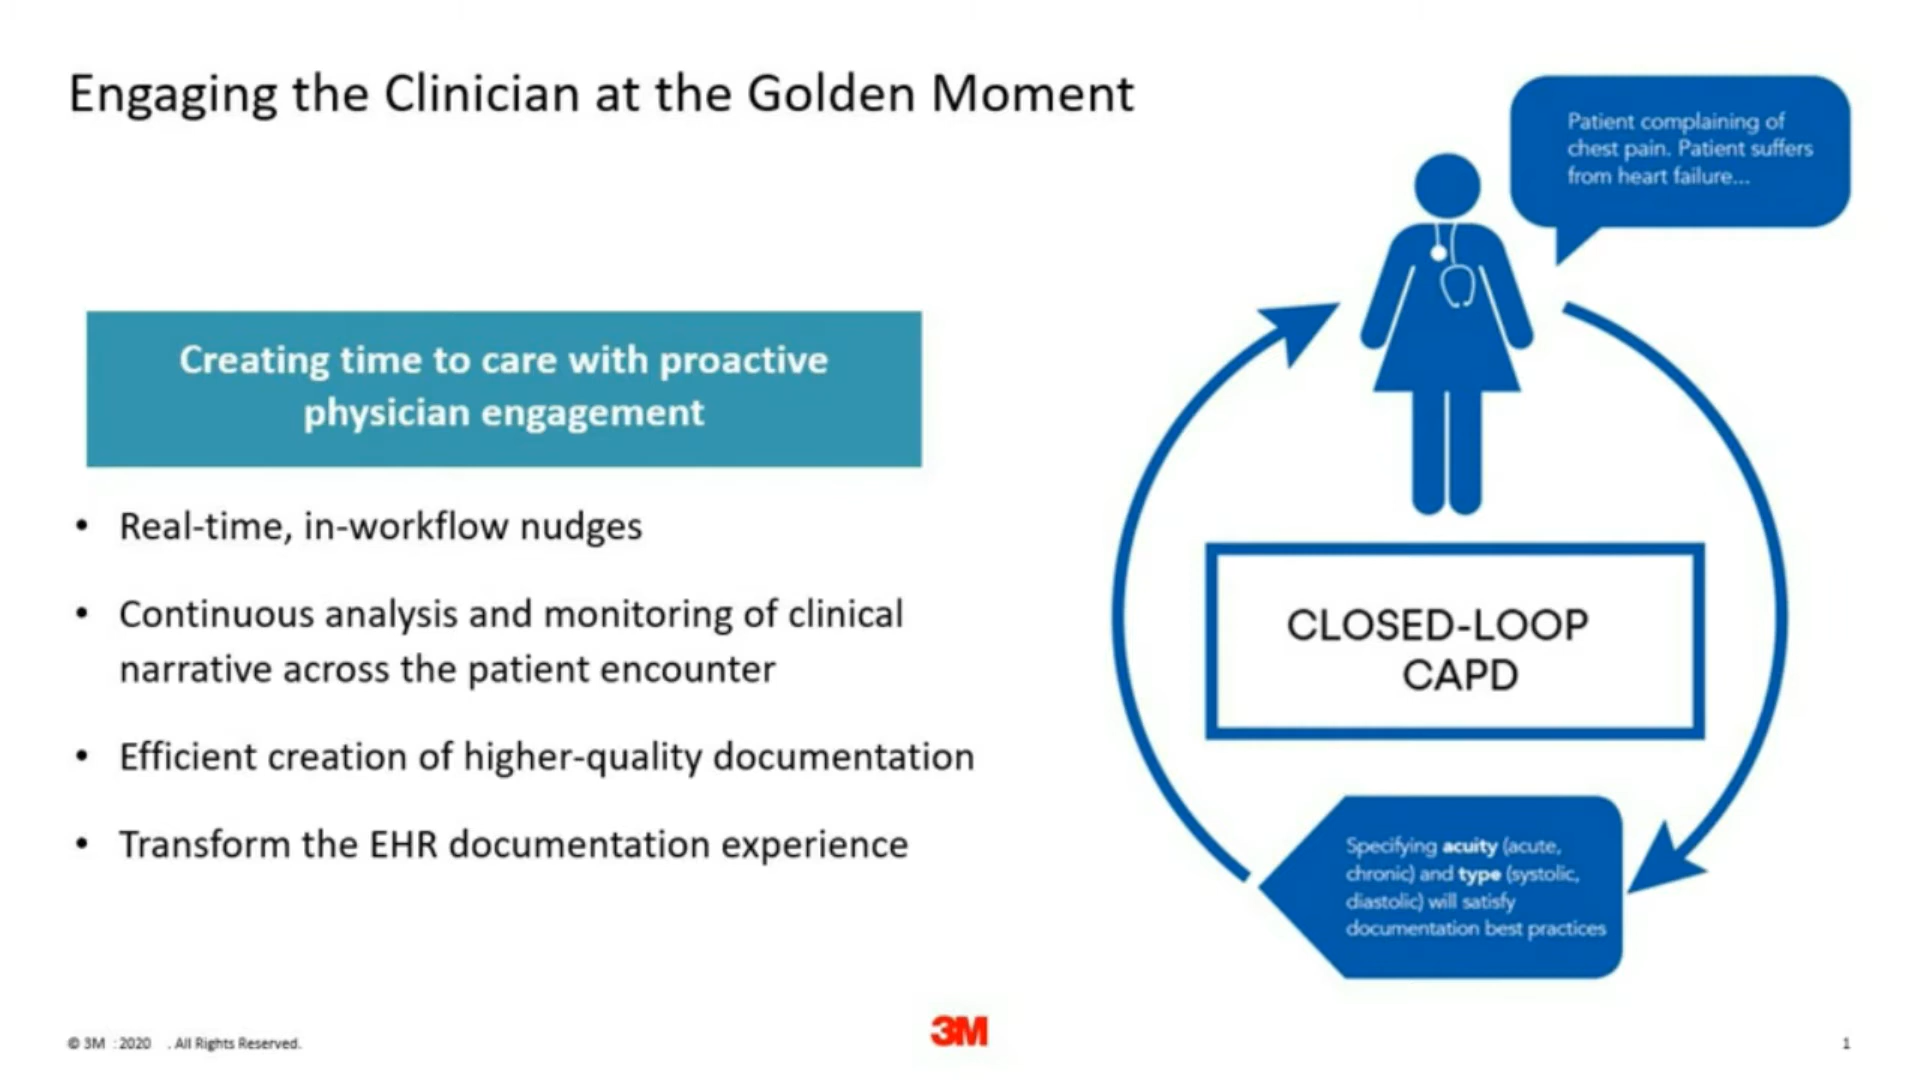 Engaging the Clinician at the Golden Moment
Patient complaining of
chest pain. Patient suffers
from heart failure...
Creating time to care with proactive
physician engagement
• Real-time, in-workflow nudges
• Continuous analysis and monitoring of clinical
narrative across the patient encounter
• Efficient creation of higher-quality documentation
• Transform the EHR documentation experience
CLOSED-LOOP
CAPD
Specifying acuity (acute,
chronic) and type (systolic,
diastolic) will satisfy
documentation best practices
© 3M : 2020 . All Rights Reserved.
3M
1